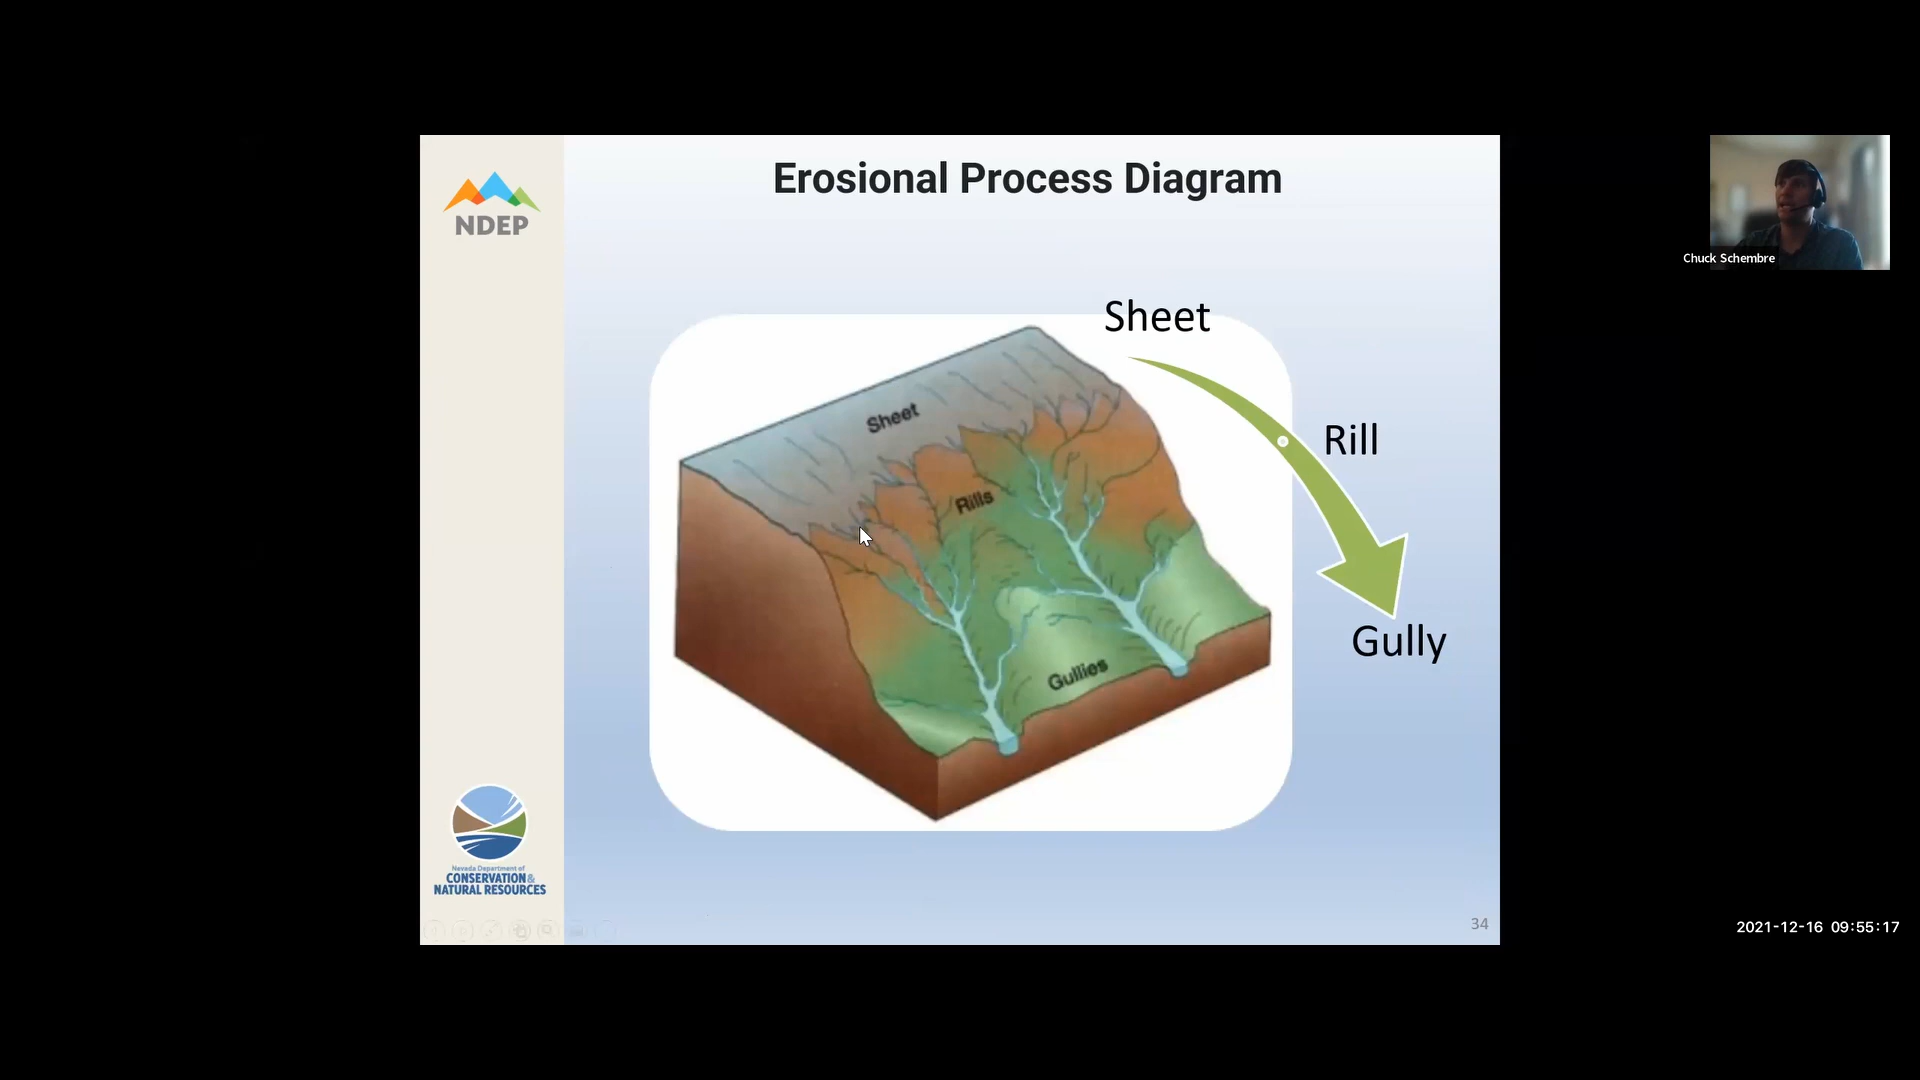 Erosional Process Diagram
NDEP
Sheet
Sheet
Rill
Rills
Gully
Gullies
Nevada Department of
CONSERVATION &
NATURAL RESOURCES
34
Chuck Schembre
2021-12-16 09:55:17